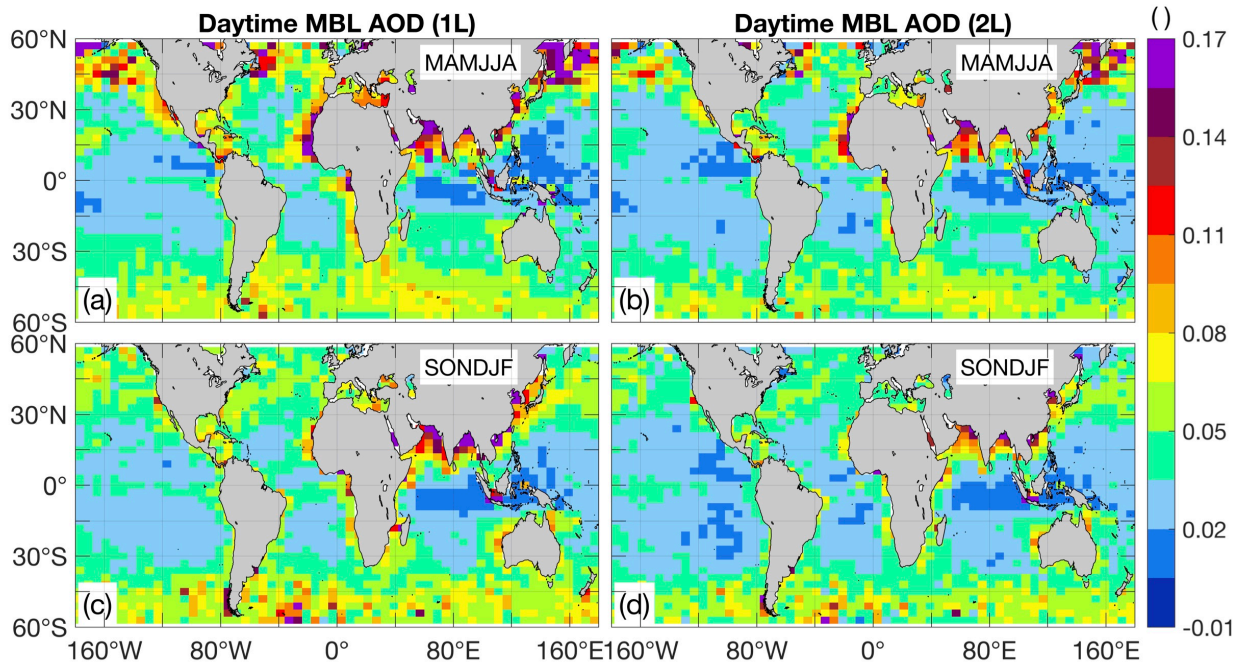 Daytime MBL AOD (1L) Daytime MBL AOD (2L) ( )
60°N MAMJJA MAMJJA 0.17
30°N 0.14
0° 0.11
30°S
(a) (b)
60°S 0.08
60°N SONDJF SONDJF
30°N 0.05
0°
30°S 0.02
(c) (d)
60°S -0.01
160°W 80°W 0° 80°E 160°E 160°W 80°W 0° 80°E 160°E